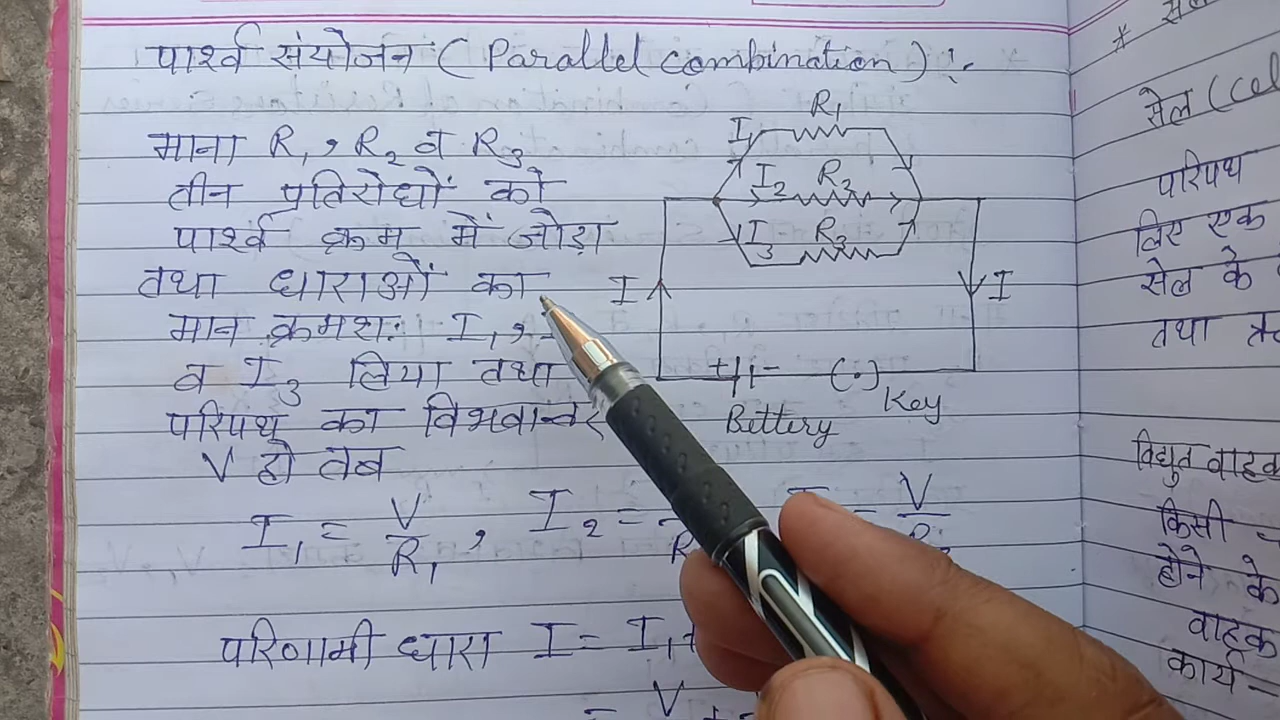 पार्श्व संयोजन (Parallel combination) :-
माना R₁, R₂ व R₃
तीन प्रतिरोधों को
पार्श्व क्रम में जोड़ा
तथा धाराओं का
मान क्रमशः I₁,
व I₃ लिया तथा
परिपथ का विभवान्तर
V हो तब
I₁ = V/R₁, I₂ = = V/
परिणामी धारा I = I₁+
= V
R₁
I₁
I₂ R₂
I₃ R₃
I I
+ -
(·)
Bettery Key
*
सेल (Cel
परिपथ
लिए एक
सेल के
तथा
विद्युत वाहक
किसी
होने के
वाहक
कार्य-